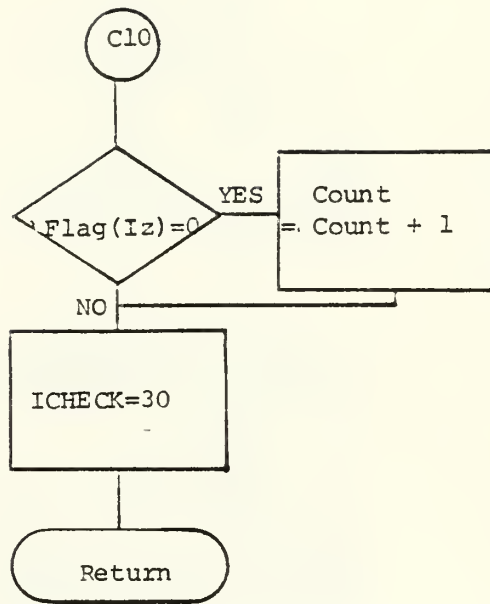 C10
Flag(Iz)=0
YES
Count
= Count + 1
NO
ICHECK=30
Return